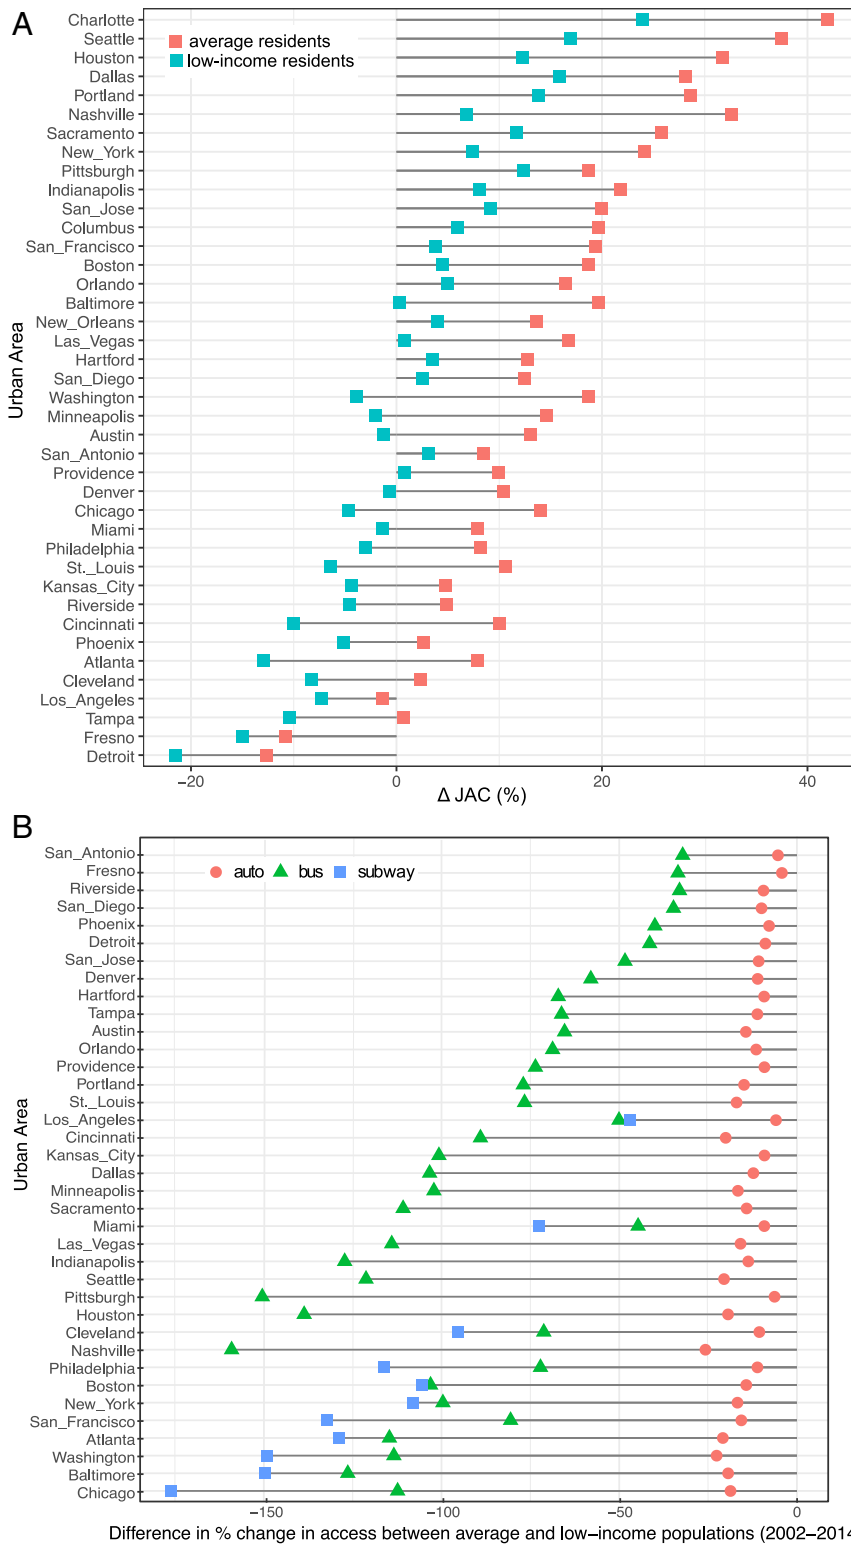 A
average residents
low-income residents
Urban Area
Charlotte
Seattle
Houston
Dallas
Portland
Nashville
Sacramento
New_York
Pittsburgh
Indianapolis
San_Jose
Columbus
San_Francisco
Boston
Orlando
Baltimore
New_Orleans
Las_Vegas
Hartford
San_Diego
Washington
Minneapolis
Austin
San_Antonio
Providence
Denver
Chicago
Miami
Philadelphia
St._Louis
Kansas_City
Riverside
Cincinnati
Phoenix
Atlanta
Cleveland
Los_Angeles
Tampa
Fresno
Detroit
−20 0 20 40
Δ JAC (%)
B
auto bus subway
Urban Area
San_Antonio
Fresno
Riverside
San_Diego
Phoenix
Detroit
San_Jose
Denver
Hartford
Tampa
Austin
Orlando
Providence
Portland
St._Louis
Los_Angeles
Cincinnati
Kansas_City
Dallas
Minneapolis
Sacramento
Miami
Las_Vegas
Indianapolis
Seattle
Pittsburgh
Houston
Cleveland
Nashville
Philadelphia
Boston
New_York
San_Francisco
Atlanta
Washington
Baltimore
Chicago
−150 −100 −50 0
Difference in % change in access between average and low−income populations (2002−2014